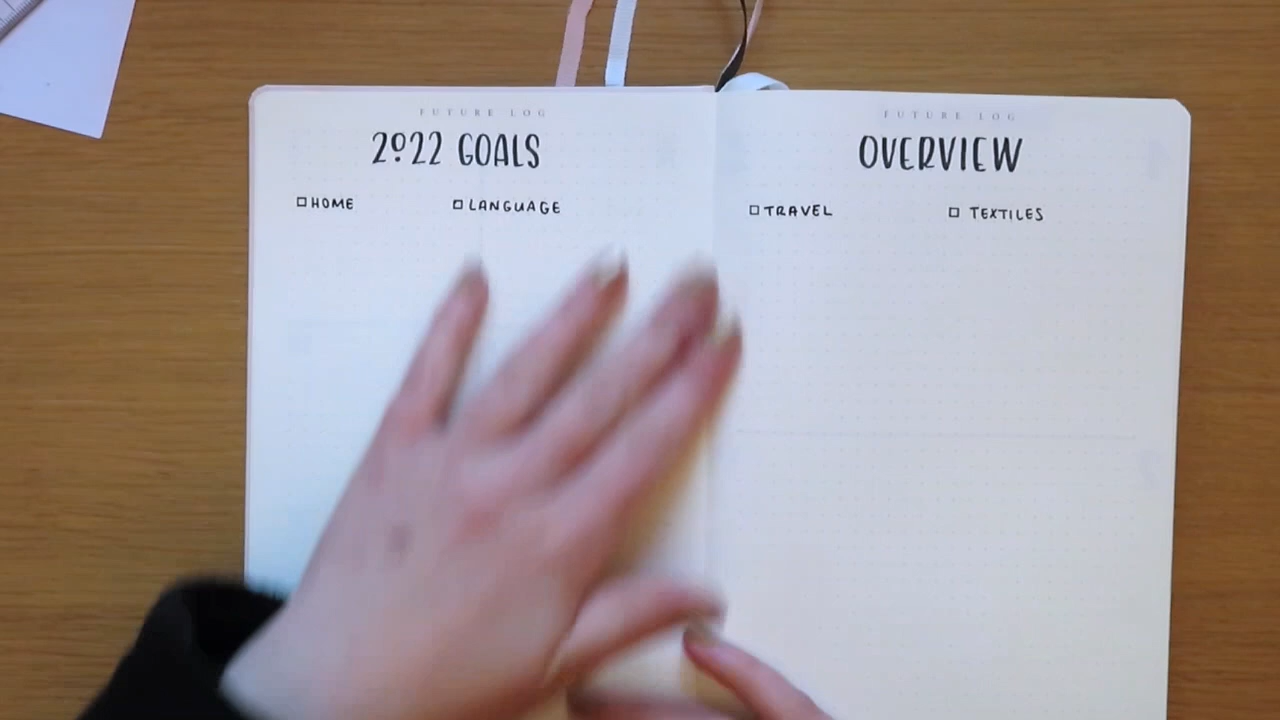 FUTURE LOG
2022 GOALS
HOME
LANGUAGE
FUTURE LOG
OVERVIEW
TRAVEL
TEXTILES